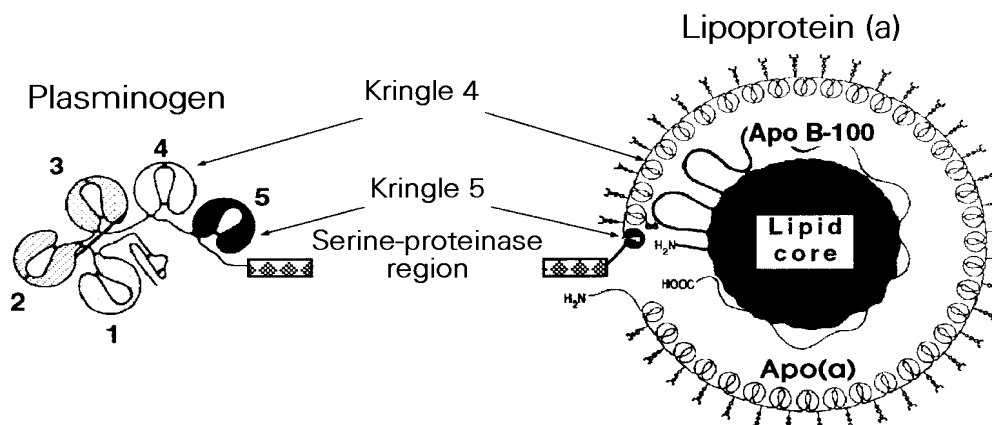 Lipoprotein (a)
Plasminogen
Kringle 4
Apo B-100
3
4
5
Kringle 5
Lipid
core
Serine-proteinase
region
H₂N
HOOC
H₂N
2
1
Apo(a)